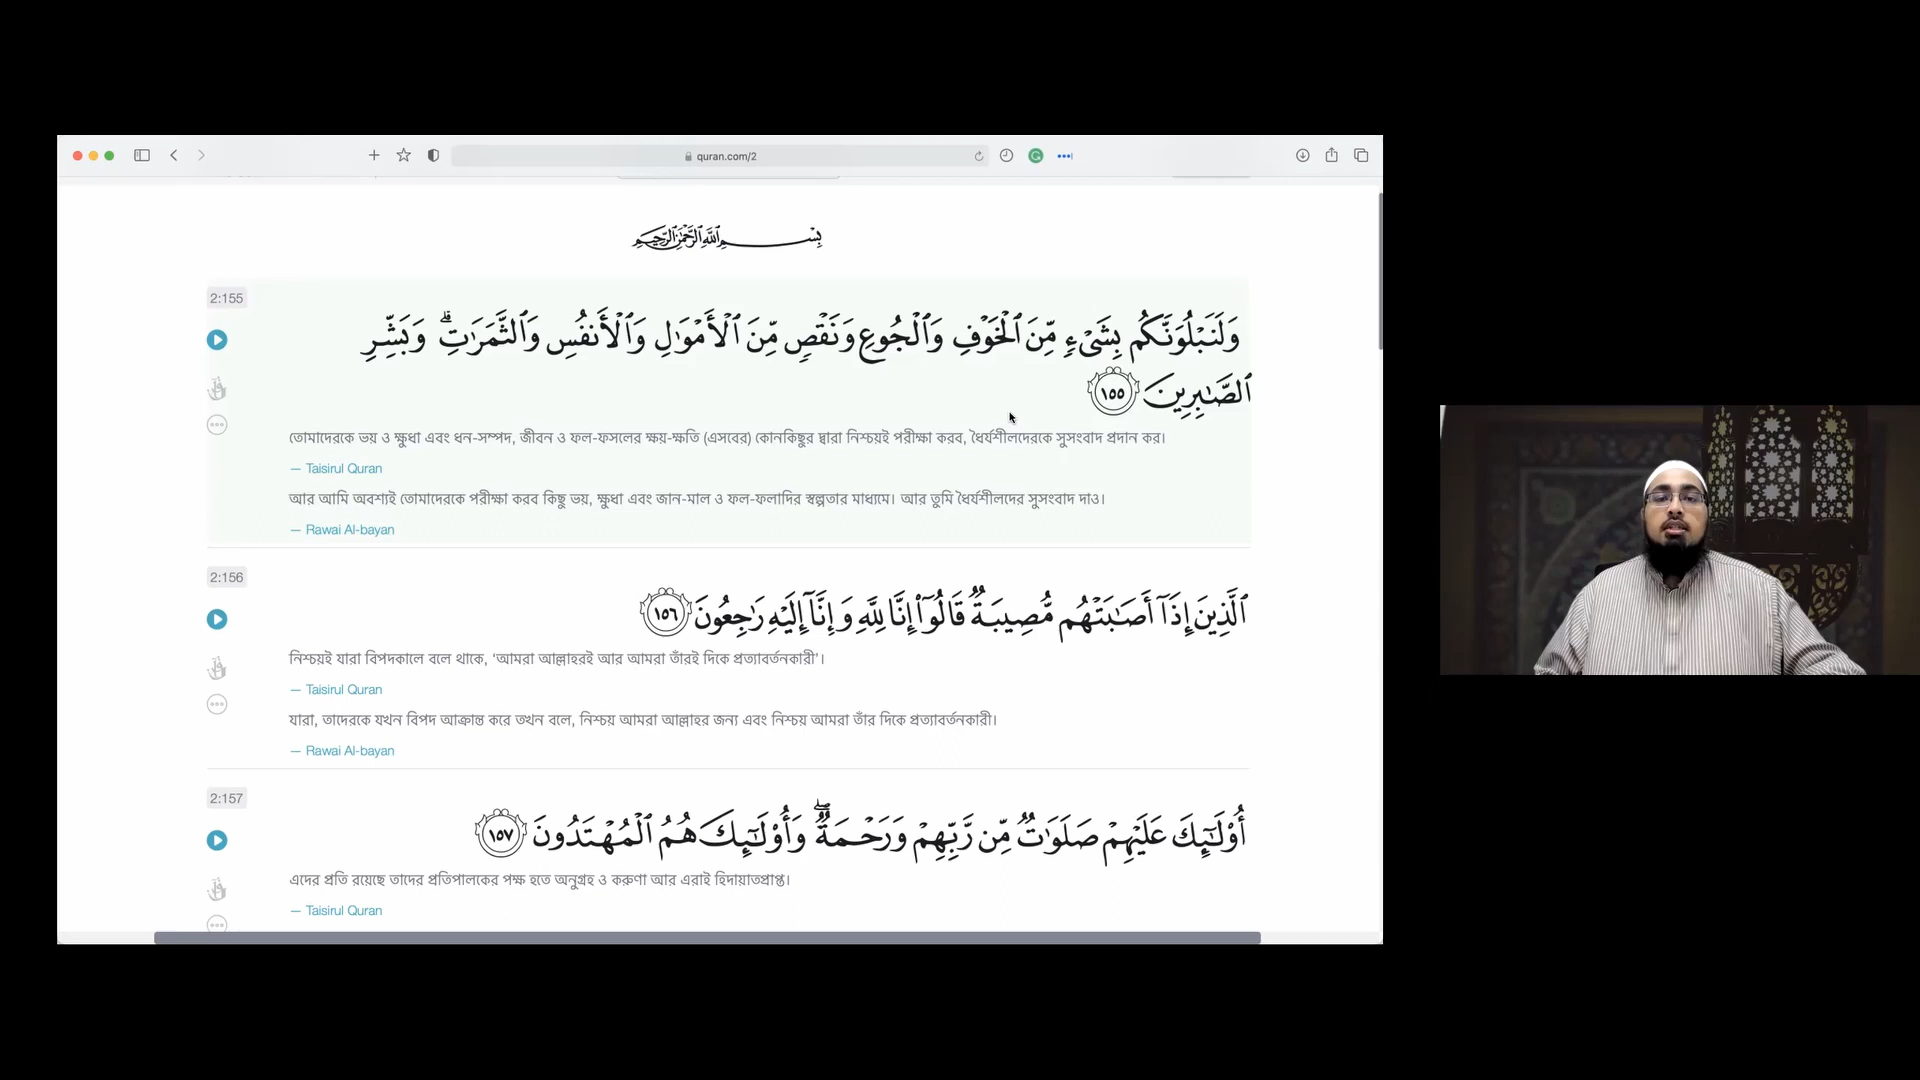 quran.com/2
بِسْمِ ٱللَّهِ ٱلرَّحْمَٰنِ ٱلرَّحِيمِ
2:155
وَلَنَبْلُوَنَّكُم بِشَىْءٍ مِّنَ ٱلْخَوْفِ وَٱلْجُوعِ وَنَقْصٍ مِّنَ ٱلْأَمْوَٰلِ وَٱلْأَنفُسِ وَٱلثَّمَرَٰتِ ۗ وَبَشِّرِ
ٱلصَّـٰبِرِينَ ١٥٥
তোমাদেরকে ভয় ও ক্ষুধা এবং ধন-সম্পদ, জীবন ও ফল-ফসলের ক্ষয়-ক্ষতি (এসবের) কোনকিছুর দ্বারা নিশ্চয়ই পরীক্ষা করব, ধৈর্যশীলদেরকে সুসংবাদ প্রদান কর।
— Taisirul Quran
আর আমি অবশ্যই তোমাদেরকে পরীক্ষা করব কিছু ভয়, ক্ষুধা এবং জান-মাল ও ফল-ফলাদির স্বল্পতার মাধ্যমে। আর তুমি ধৈর্যশীলদের সুসংবাদ দাও।
— Rawai Al-bayan
2:156
ٱلَّذِينَ إِذَآ أَصَـٰبَتْهُم مُّصِيبَةٌ قَالُوٓا۟ إِنَّا لِلَّهِ وَإِنَّآ إِلَيْهِ رَٰجِعُونَ ١٥٦
নিশ্চয়ই যারা বিপদকালে বলে থাকে, ‘আমরা আল্লাহরই আর আমরা তাঁরই দিকে প্রত্যাবর্তনকারী’।
— Taisirul Quran
যারা, তাদেরকে যখন বিপদ আক্রান্ত করে তখন বলে, নিশ্চয় আমরা আল্লাহর জন্য এবং নিশ্চয় আমরা তাঁর দিকে প্রত্যাবর্তনকারী।
— Rawai Al-bayan
2:157
أُو۟لَـٰٓئِكَ عَلَيْهِمْ صَلَوَٰتٌ مِّن رَّبِّهِمْ وَرَحْمَةٌ ۖ وَأُو۟لَـٰٓئِكَ هُمُ ٱلْمُهْتَدُونَ ١٥٧
এদের প্রতি রয়েছে তাদের প্রতিপালকের পক্ষ হতে অনুগ্রহ ও করুণা আর এরাই হিদায়াতপ্রাপ্ত।
— Taisirul Quran